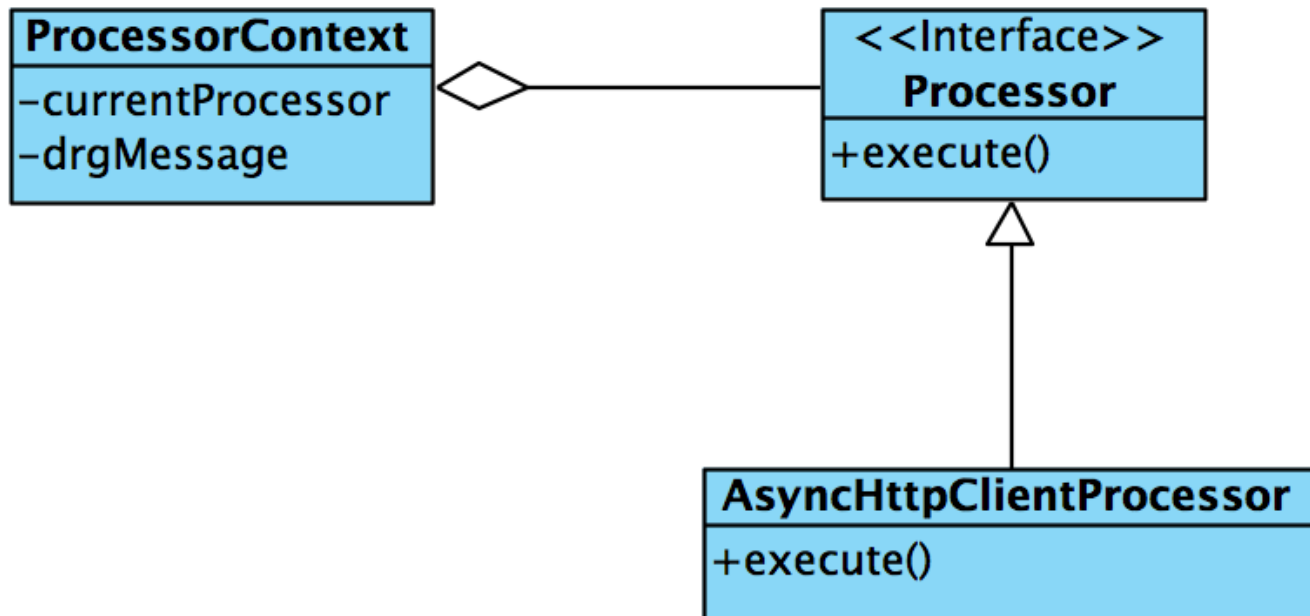 ProcessorContext
-currentProcessor
-drgMessage
<<Interface>>
Processor
+execute()
AsyncHttpClientProcessor
+execute()